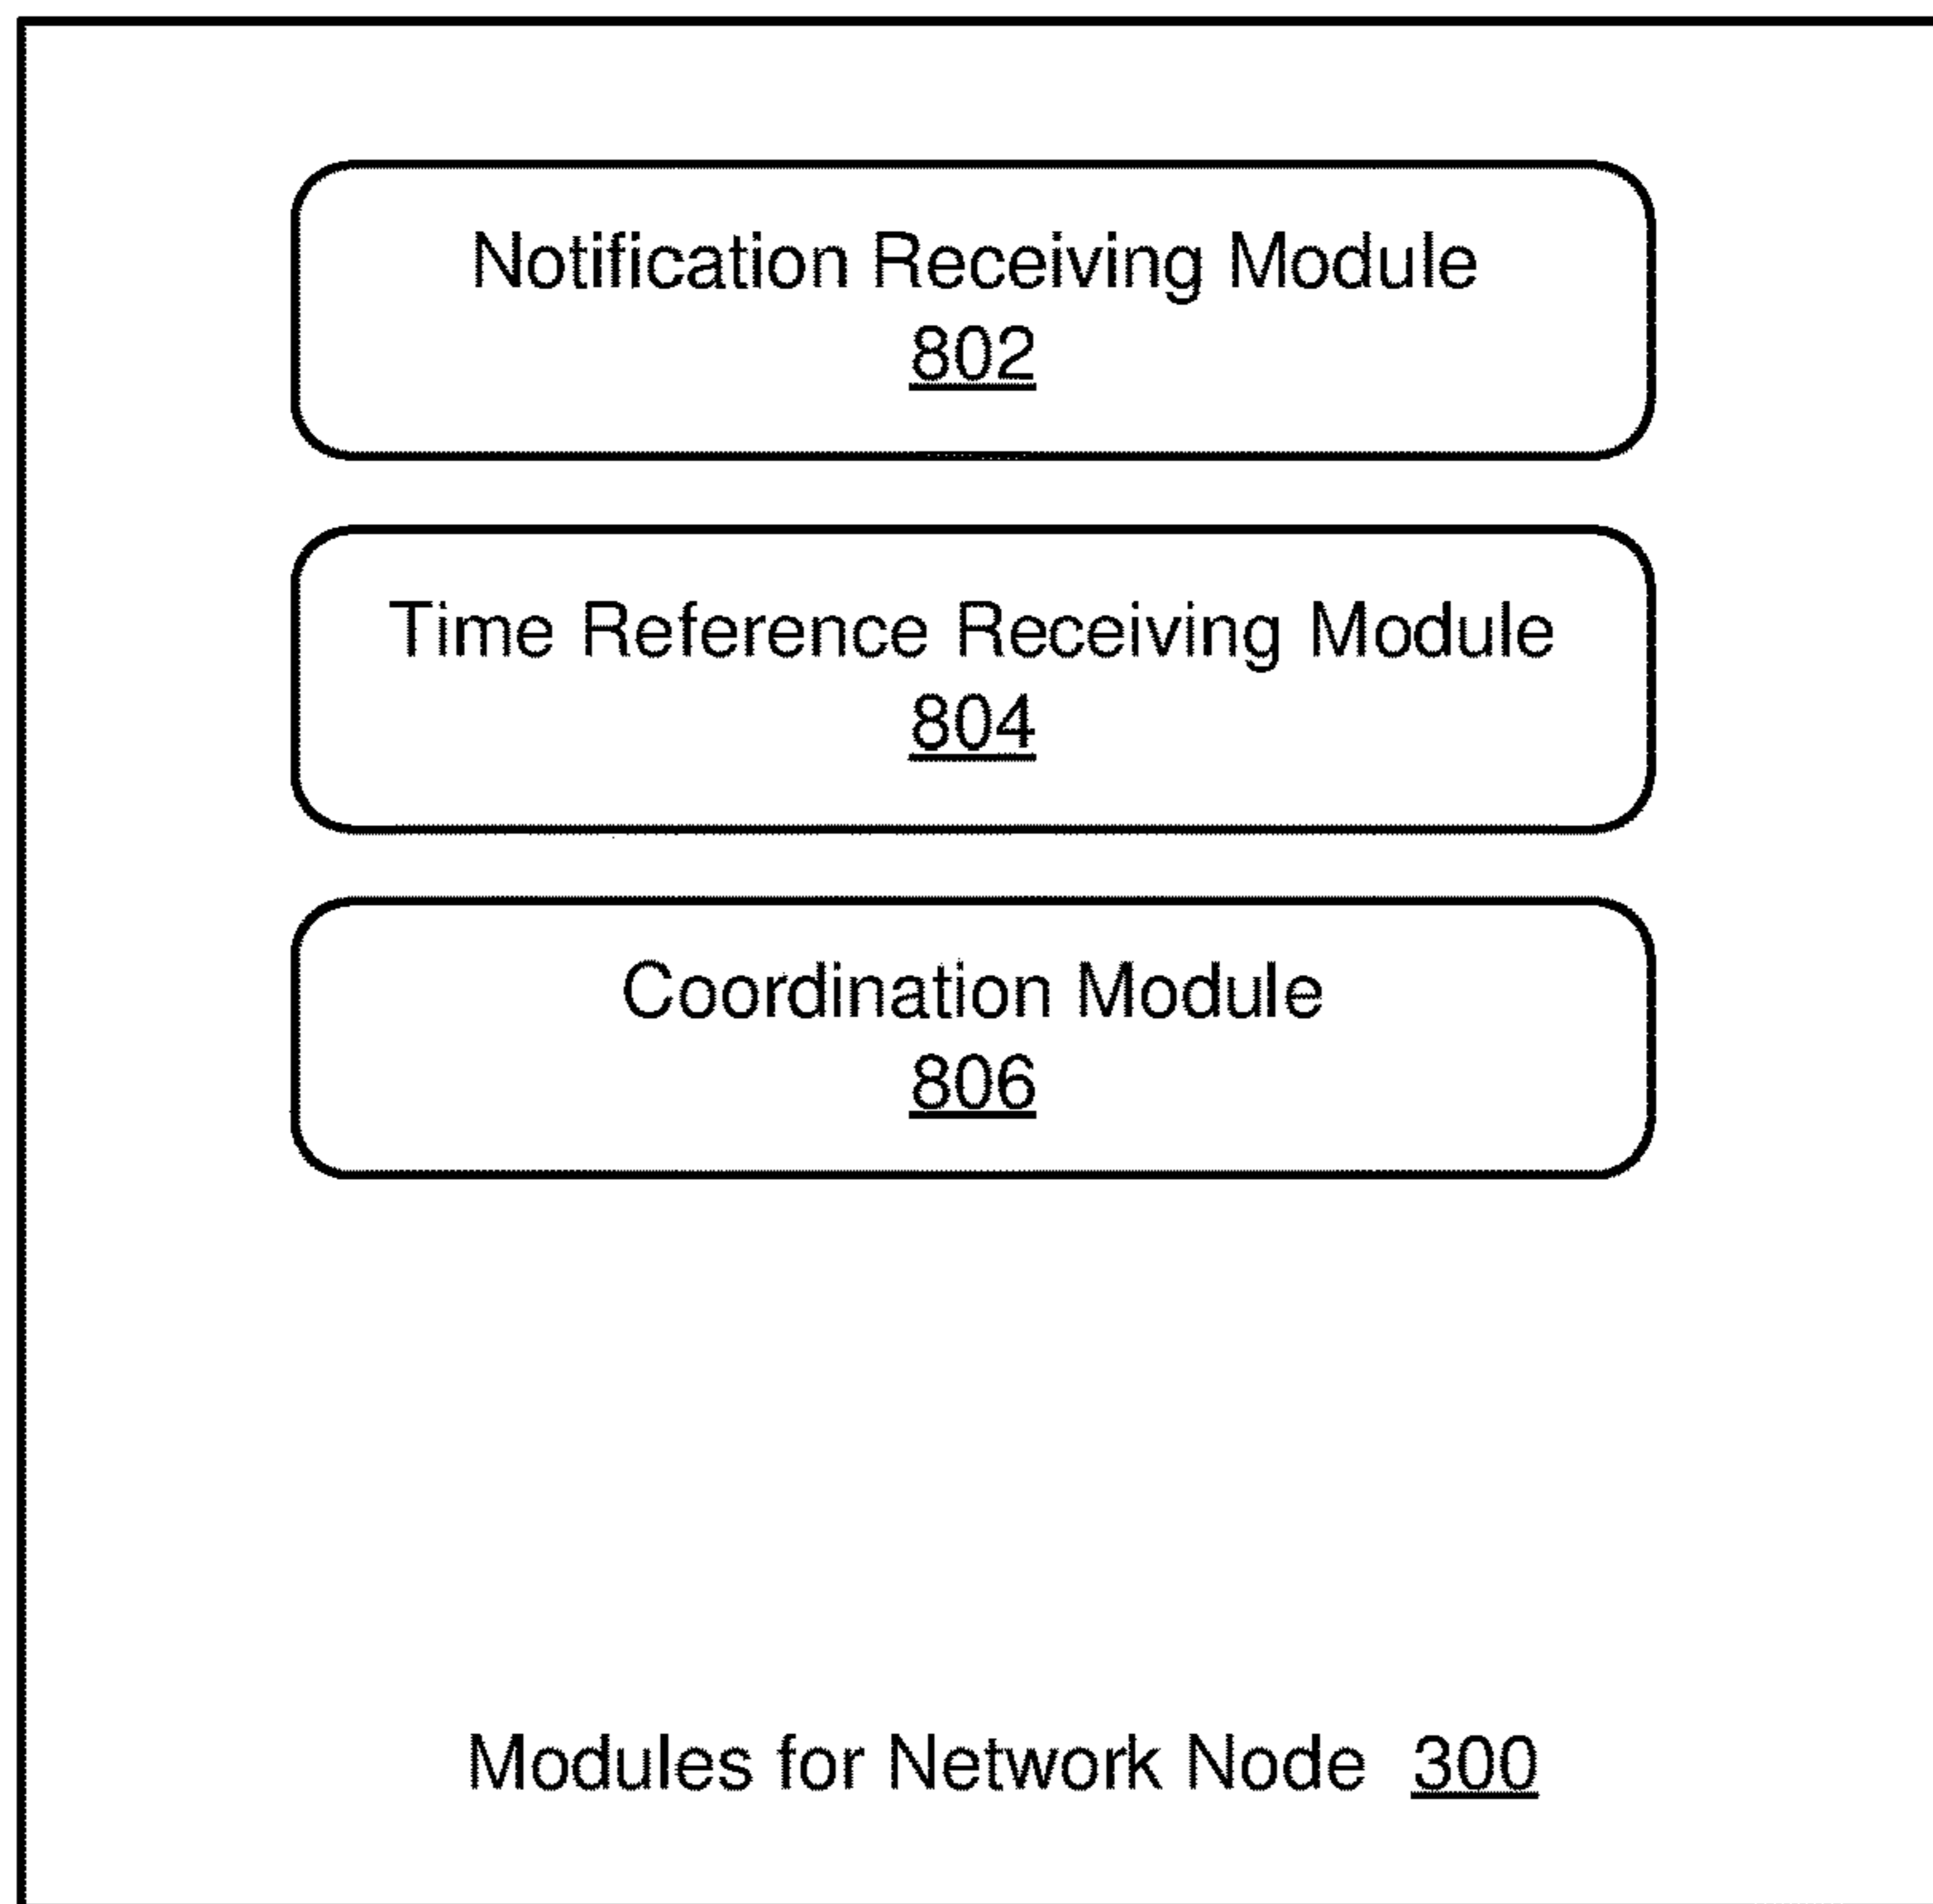 Notification Receiving Module
802
Time Reference Receiving Module
804
Coordination Module
806
Modules for Network Node 300